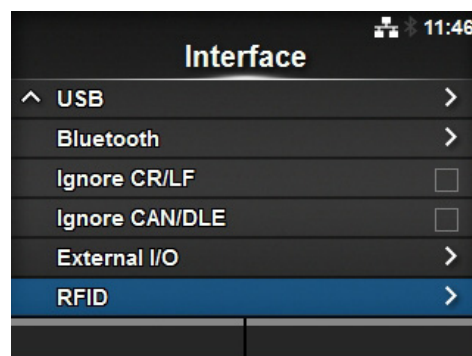 11:46
Interface
USB
Bluetooth
Ignore CR/LF
Ignore CAN/DLE
External I/O
RFID